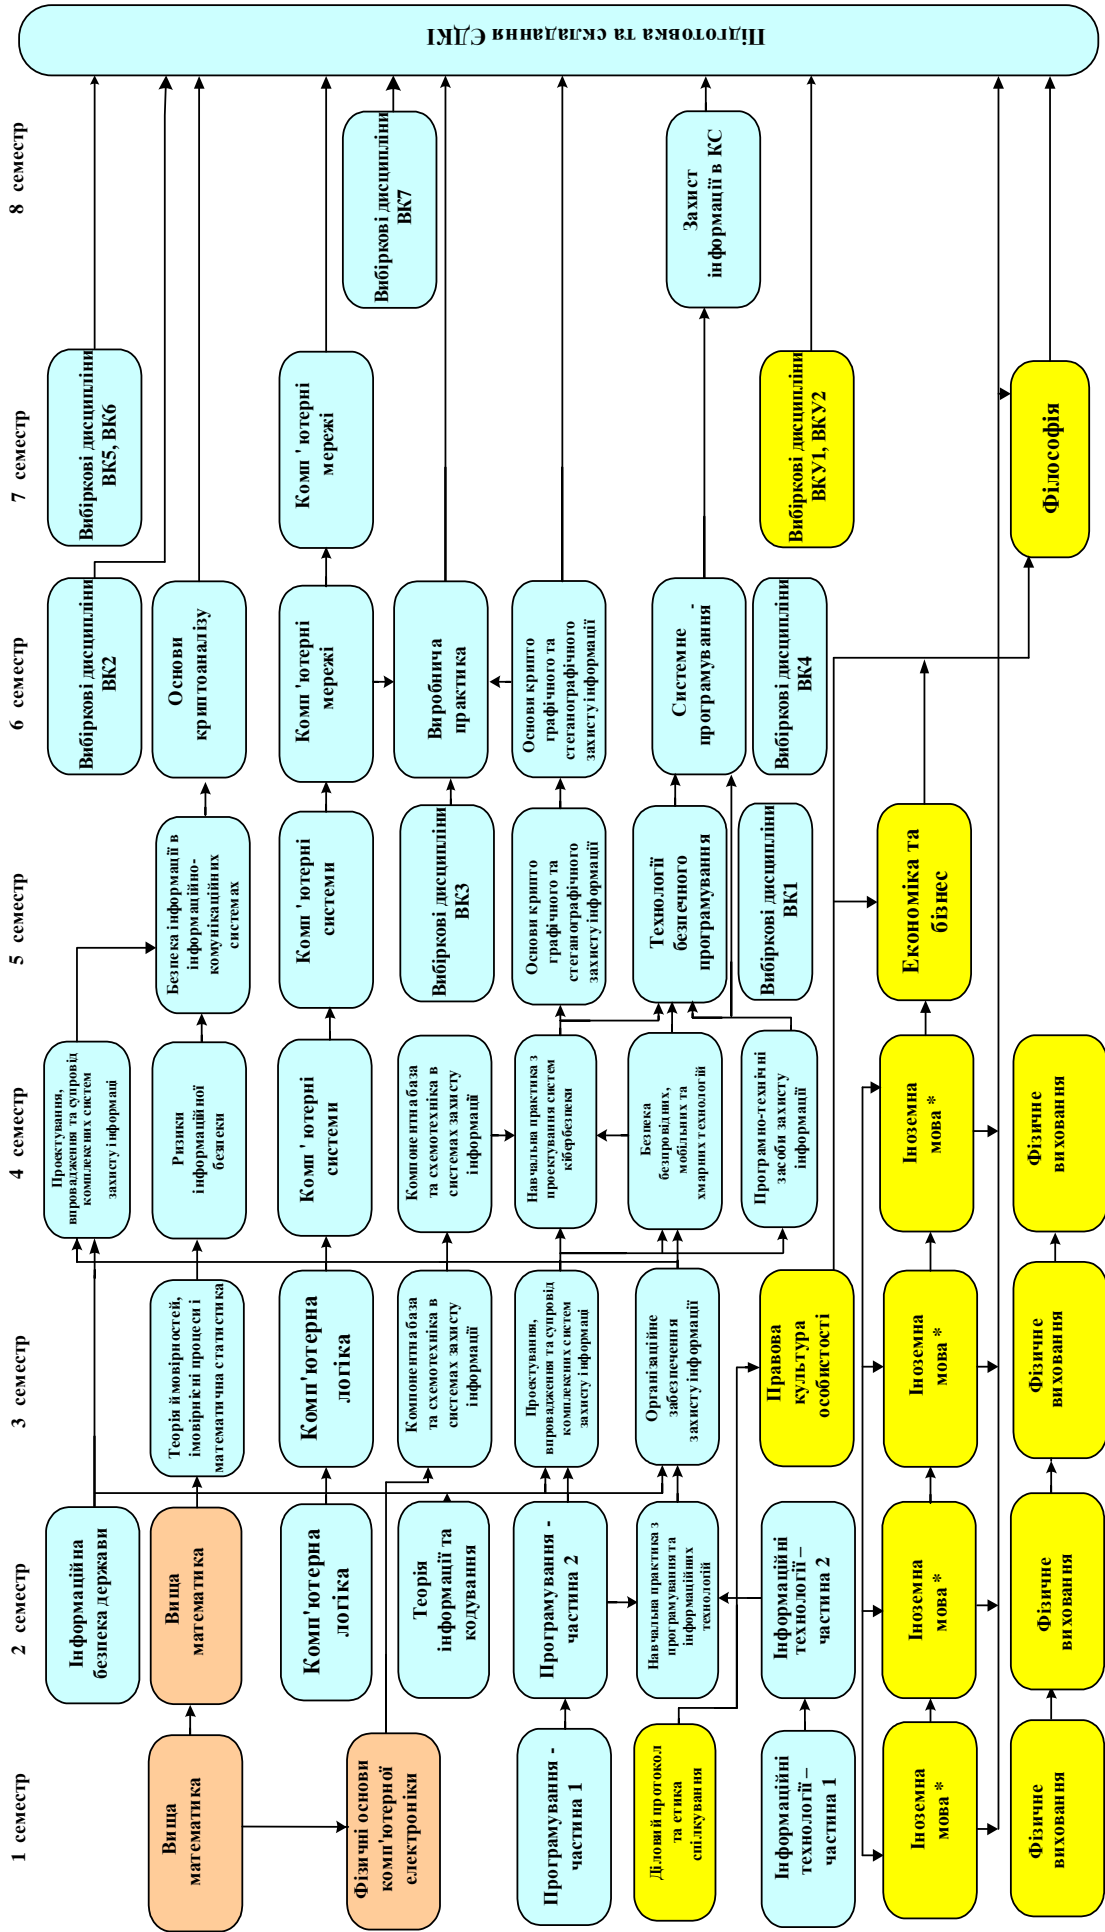 1 семестр
2 семестр
3 семестр
4 семестр
5 семестр
6 семестр
7 семестр
8 семестр
Вища
математика
Фізичні основи
комп'ютерної
електроніки
Програмування -
частина 1
Діловий протокол
та етика
спілкування
Інформаційні
технології –
частина 1
Іноземна
мова *
Фізичне
виховання
Інформаційна
безпека держави
Вища
математика
Комп'ютерна
логіка
Теорія
інформації та
кодування
Програмування -
частина 2
Навчальна практика з
програмування та
інформаційних
технологій
Інформаційні
технології –
частина 2
Іноземна
мова *
Фізичне
виховання
Теорія ймовірностей,
імовірнісні процеси і
математична статистика
Комп'ютерна
логіка
Компонентна база
та схемотехніка в
системах захисту
інформації
Проектування,
впровадження та супровід
комплексних систем
захисту інформаці
Організаційне
забезпечення
захисту інформації
Правова
культура
особистості
Іноземна
мова *
Фізичне
виховання
Проектування,
впровадження та супровід
комплексних систем
захисту інформаці
Ризики
інформаційної
безпеки
Комп'ютерні
системи
Компонентна база
та схемотехніка в
системах захисту
інформації
Навчальна практика з
проектування систем
кібербезпеки
Безпека
безпровідних,
мобільних та
хмарних технологій
Програмно-технічні
засоби захисту
інформації
Іноземна
мова *
Фізичне
виховання
Безпека інформації в
інформаційно-
комунікаційних
системах
Комп'ютерні
системи
Вибіркові дисципліни
ВК3
Основи крипто
графічного та
стеганографічного
захисту інформації
Технології
безпечного
програмування
Вибіркові дисципліни
ВК1
Економіка та
бізнес
Вибіркові дисципліни
ВК2
Основи
криптоаналізу
Комп'ютерні
мережі
Виробнича
практика
Основи крипто
графічного та
стеганографічного
захисту інформації
Системне -
програмування
Вибіркові дисципліни
ВК4
Вибіркові дисципліни
ВК5, ВК6
Комп'ютерні
мережі
Вибіркові дисципліни
ВКУ1, ВКУ2
Філософія
Вибіркові дисципліни
ВК7
Захист
інформації в КС
Підготовка та складання ЄДКІ